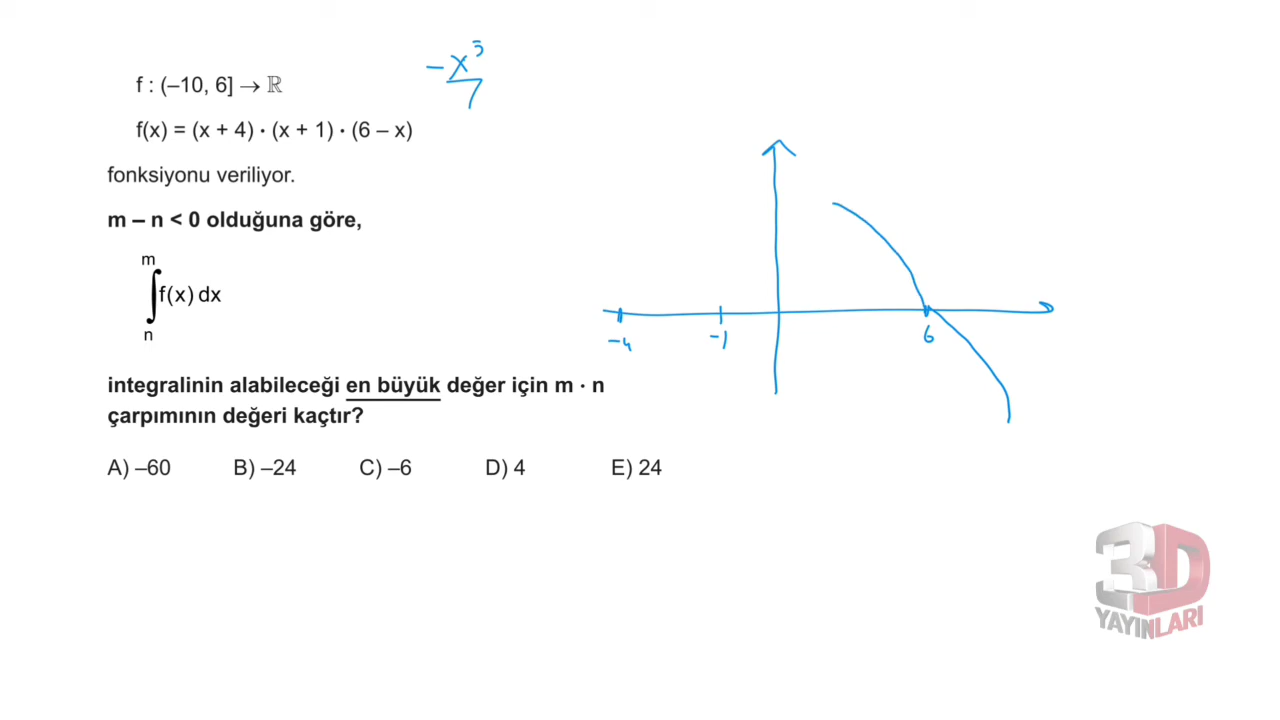 f : (–10, 6] → ℝ
–x³
f(x) = (x + 4) · (x + 1) · (6 – x)
fonksiyonu veriliyor.
m – n < 0 olduğuna göre,
m
∫f(x) dx
n
-4
-1
6
integralinin alabileceği en büyük değer için m · n
çarpımının değeri kaçtır?
A) –60 B) –24 C) –6 D) 4 E) 24
3D
YAYINLARI